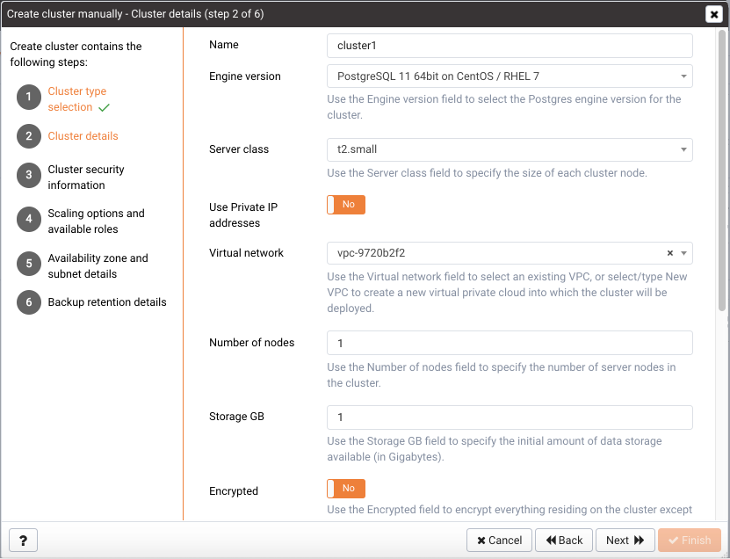 Create cluster manually - Cluster details (step 2 of 6)
Create cluster contains the
following steps:
1 Cluster type
selection
2 Cluster details
3 Cluster security
information
4 Scaling options and
available roles
5 Availability zone and
subnet details
6 Backup retention details
Name cluster1
Engine version PostgreSQL 11 64bit on CentOS / RHEL 7
Use the Engine version field to select the Postgres engine version for the
cluster.
Server class t2.small
Use the Server class field to specify the size of each cluster node.
Use Private IP
addresses
No
Virtual network vpc-9720b2f2
Use the Virtual network field to select an existing VPC, or select/type New
VPC to create a new virtual private cloud into which the cluster will be
deployed.
Number of nodes 1
Use the Number of nodes field to specify the number of server nodes in
the cluster.
Storage GB 1
Use the Storage GB field to specify the initial amount of data storage
available (in Gigabytes).
Encrypted No
Use the Encrypted field to encrypt everything residing on the cluster except
? Cancel Back Next Finish